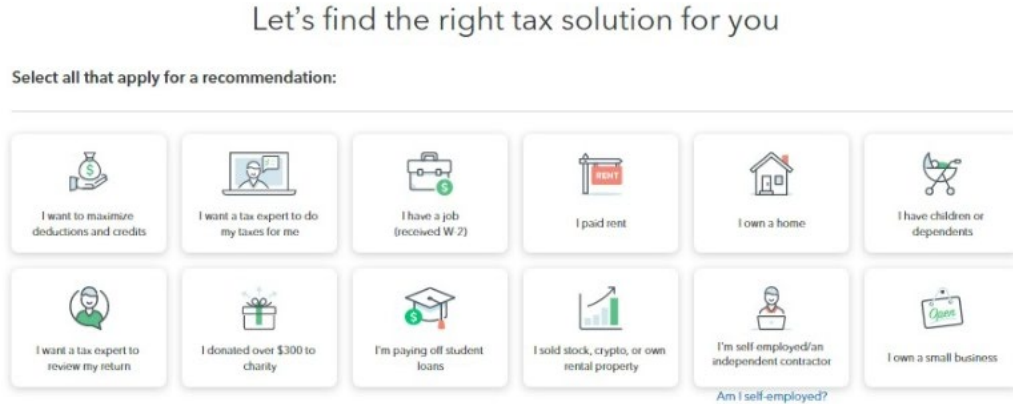 Let's find the right tax solution for you
Select all that apply for a recommendation:
I want to maximize
deductions and credits
I want a tax expert to do
my taxes for me
I have a job
(received W-2)
RENT
I paid rent
I own a home
I have children or
dependents
I want a tax expert to
review my return
I donated over $300 to
charity
I'm paying off student
loans
I sold stock, crypto, or own
rental property
I'm self-employed/an
independent contractor
Am I self-employed?
Open
I own a small business